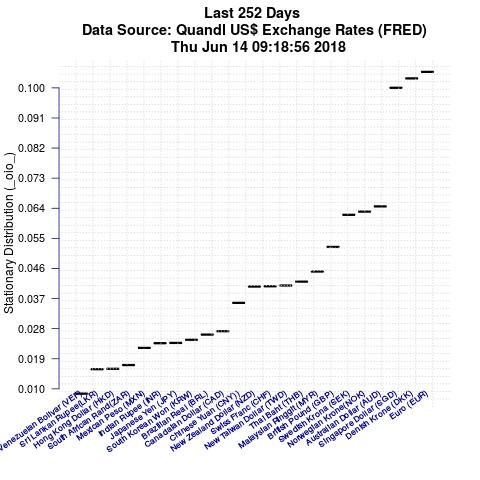 Last 252 Days
Data Source: Quandl US$ Exchange Rates (FRED)
Thu Jun 14 09:18:56 2018
Stationary Distribution (_oio_)
0.100
0.091
0.082
0.073
0.064
0.055
0.046
0.037
0.028
0.019
0.010
Venezuelan Bolivar (VEB)
Sri Lankan Rupee(LKR)
Hong Kong Dollar (HKD)
South African Rand(ZAR)
Mexican Peso (MXN)
Indian Rupee (INR)
Japanese Yen (JPY)
South Korean Won (KRW)
Brazilian Real (BRL)
Canadian Dollar (CAD)
Chinese Yuan (CNY)
New Zealand Dollar(NZD)
Swiss Franc(CHF)
New Taiwan Dollar (TWD)
Thai Baht (THB)
Malaysian Ringgit (MYR)
British Pound (GBP)
Swedish Krona (SEK)
Norwegian Krone(NOK)
Australian Dollar (AUD)
Singapore Dollar (SGD)
Danish Krone (DKK)
Euro (EUR)